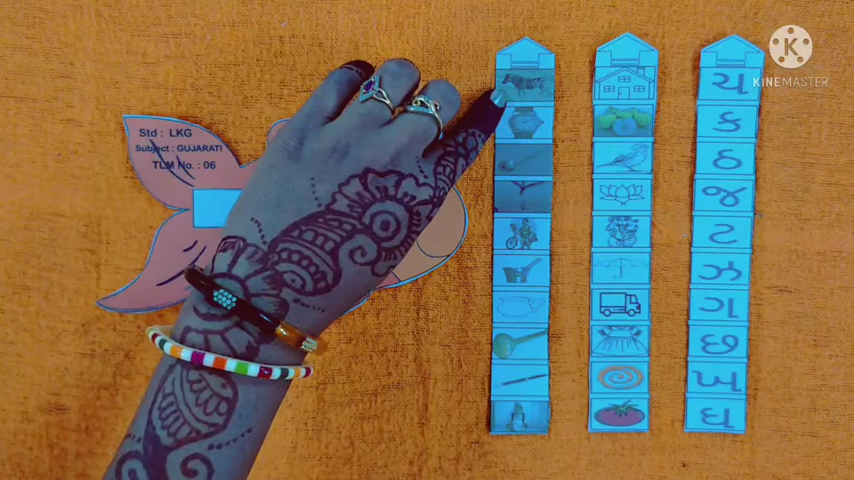 KINEMASTER
Std : LKG
Subject : GUJARATI
TLM No. : 06
ચ
ક
ઠ
જ
ટ
ઝ
ગ
છ
ખ
ઘ